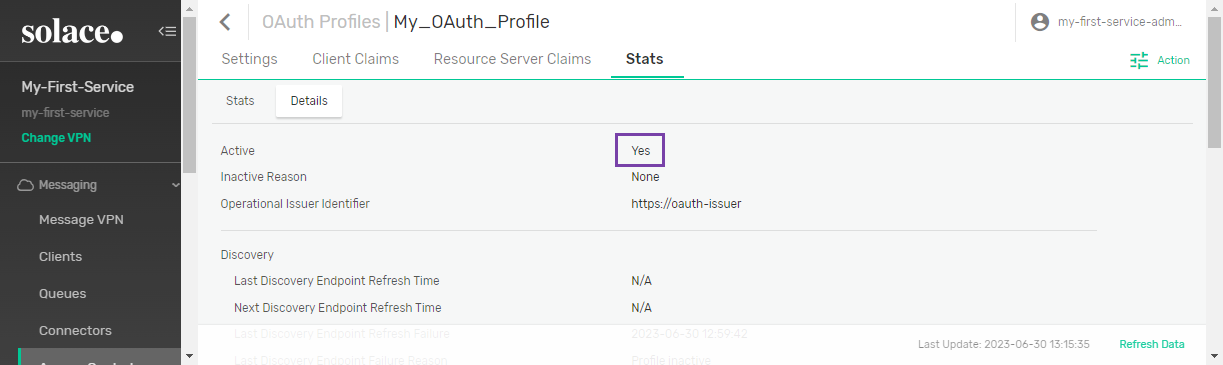 solace.
OAuth Profiles | My_OAuth_Profile
my-first-service-adm...
Settings Client Claims Resource Server Claims Stats
Action
My-First-Service
my-first-service
Change VPN
Stats Details
Active Yes
Inactive Reason None
Operational Issuer Identifier https://oauth-issuer
Messaging
Message VPN
Clients
Queues
Connectors
Discovery
Last Discovery Endpoint Refresh Time N/A
Next Discovery Endpoint Refresh Time N/A
Last Discovery Endpoint Refresh Failure 2023-06-30 12:59:42
Last Discovery Endpoint Failure Reason Profile Inactive
Last Update: 2023-06-30 13:15:35 Refresh Data